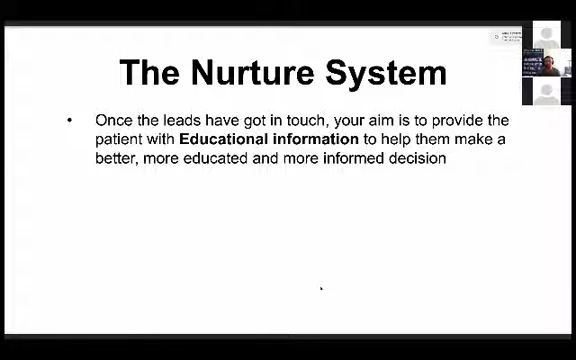 The Nurture System
• Once the leads have got in touch, your aim is to provide the
patient with Educational information to help them make a
better, more educated and more informed decision